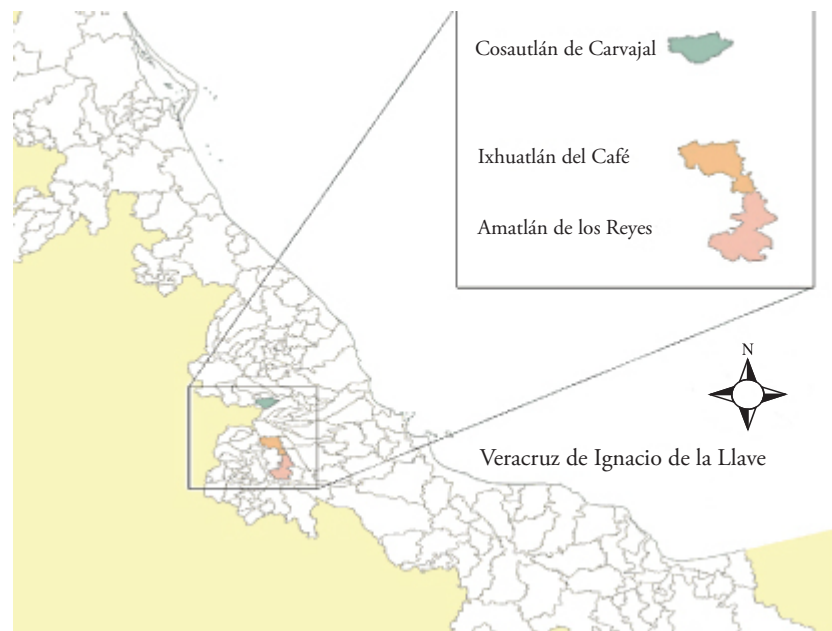 Cosautlán de Carvajal
Ixhuatlán del Café
Amatlán de los Reyes
N
Veracruz de Ignacio de la Llave